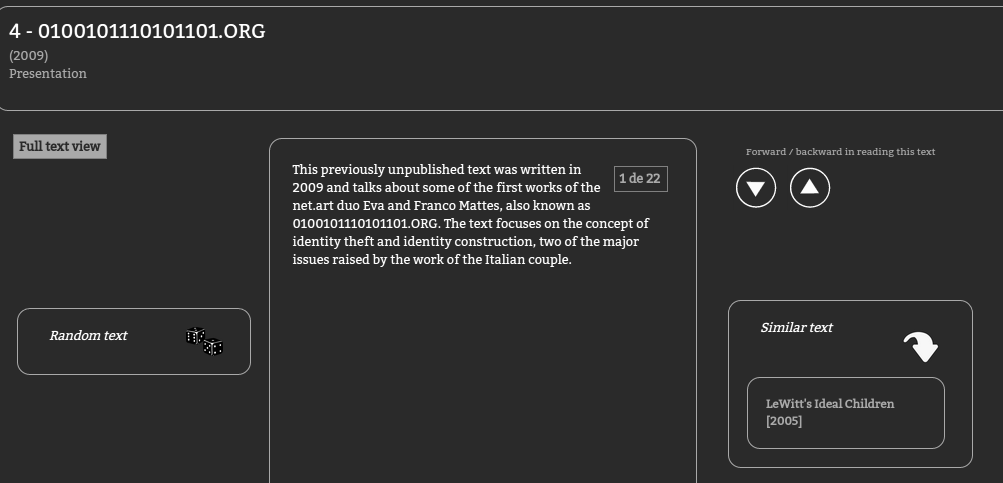 4 - 0100101110101101.ORG
(2009)
Presentation
Full text view
This previously unpublished text was written in
2009 and talks about some of the first works of the
net.art duo Eva and Franco Mattes, also known as
0100101110101101.ORG. The text focuses on the concept of
identity theft and identity construction, two of the major
issues raised by the work of the Italian couple.
1 de 22
Forward / backward in reading this text
Random text
Similar text
LeWitt's Ideal Children
[2005]